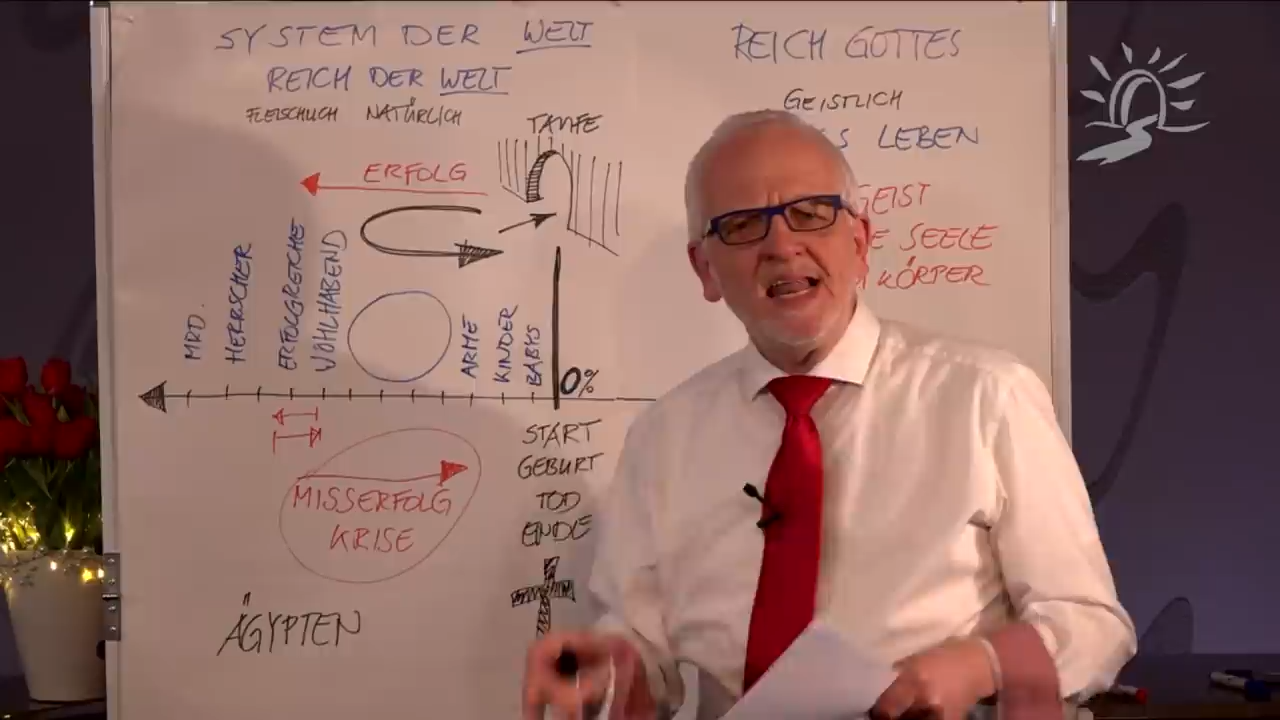 SYSTEM DER WELT
REICH DER WELT
FLEISCHLICH NATÜRLICH
TAUFE
ERFOLG
MRD.
HERRSCHER
ERFOLGREICHE
WOHLHABEND
ARME
KINDER
BABYS
0%
START
GEBURT
TOD
ENDE
MISSERFOLG
KRISE
ÄGYPTEN
REICH GOTTES
GEISTLICH
LEBEN
GEIST
SEELE
KÖRPER